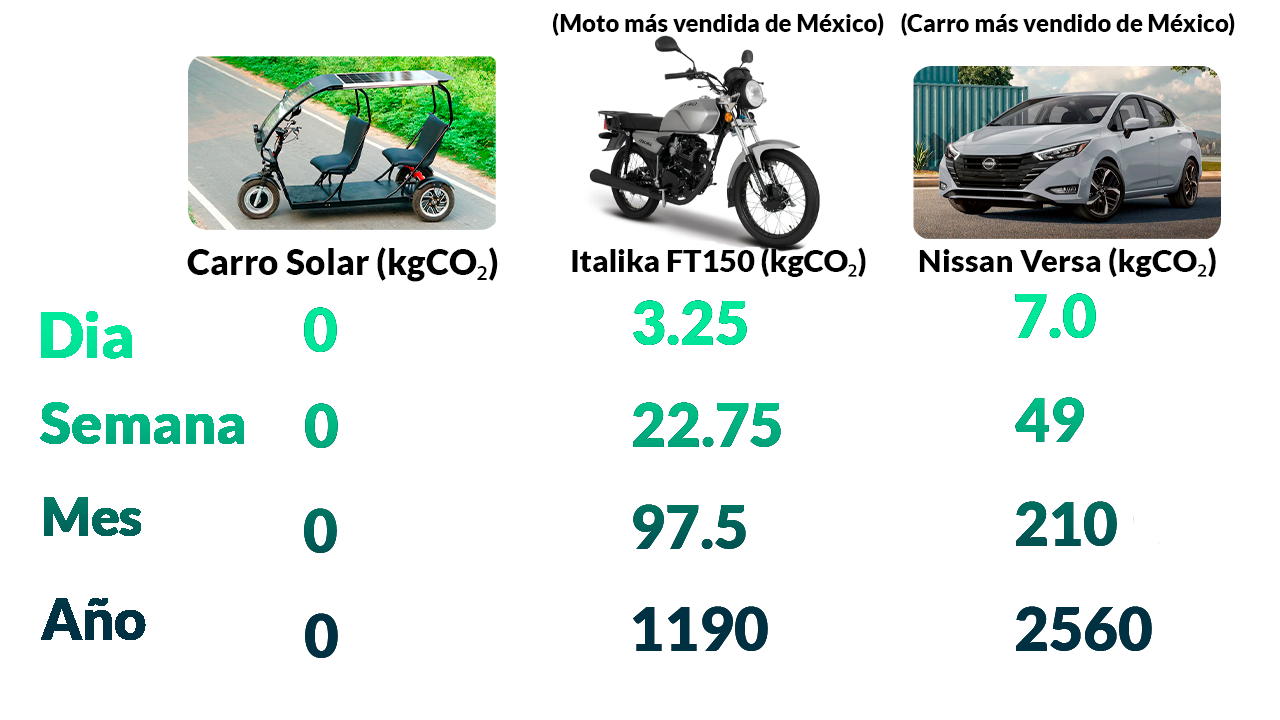 (Moto más vendida de México) (Carro más vendido de México)
Carro Solar (kgCO₂) Italika FT150 (kgCO₂) Nissan Versa (kgCO₂)
Dia 0 3.25 7.0
Semana 0 22.75 49
Mes 0 97.5 210
Año 0 1190 2560